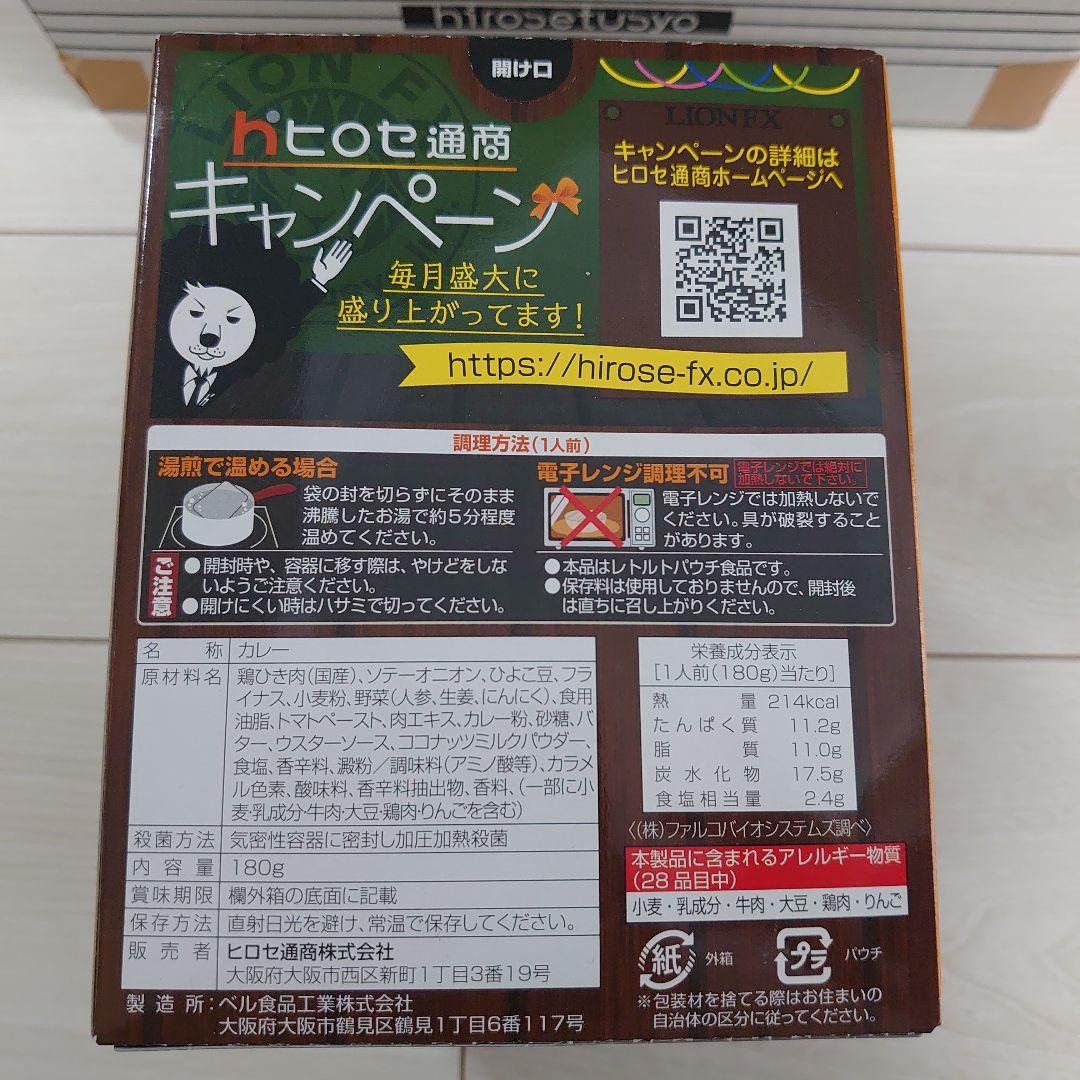 hirosetusyo
開け口
LION FX
LION FX
hヒロセ通商
キャンペーン
毎月盛大に
盛り上がってます!
キャンペーンの詳細は
ヒロセ通商ホームページへ
https://hirose-fx.co.jp/
調理方法(1人前)
湯煎で温める場合
袋の封を切らずにそのまま
沸騰したお湯で約5分程度
温めてください。
電子レンジ調理不可
電子レンジでは絶対に
加熱しないで下さい。
電子レンジでは加熱しないで
ください。具が破裂すること
があります。
ご注意
●開封時や、容器に移す際は、やけどをしな
いようご注意ください。
●開けにくい時はハサミで切ってください。
●本品はレトルトパウチ食品です。
●保存料は使用しておりませんので、開封後
は直ちに召し上がりください。
名称 カレー
原材料名 鶏ひき肉(国産)、ソテーオニオン、ひよこ豆、フラ
イナス、小麦粉、野菜(人参、生姜、にんにく)、食用
油脂、トマトペースト、肉エキス、カレー粉、砂糖、バ
ター、ウスターソース、ココナッツミルクパウダー、
食塩、香辛料、澱粉／調味料(アミノ酸等)、カラメ
ル色素、酸味料、香辛料抽出物、香料、(一部に小
麦・乳成分・牛肉・大豆・鶏肉・りんごを含む)
殺菌方法 気密性容器に密封し加圧加熱殺菌
内容量 180g
賞味期限 欄外箱の底面に記載
保存方法 直射日光を避け、常温で保存してください。
販売者 ヒロセ通商株式会社
大阪府大阪市西区新町1丁目3番19号
製造所:ベル食品工業株式会社
大阪府大阪市鶴見区鶴見1丁目6番117号
栄養成分表示
[1人前(180g)当たり]
熱量 214kcal
たんぱく質 11.2g
脂質 11.0g
炭水化物 17.5g
食塩相当量 2.4g
〈(株)ファルコバイオシステムズ調べ〉
本製品に含まれるアレルギー物質
(28品目中)
小麦・乳成分・牛肉・大豆・鶏肉・りんご
紙 外箱
プラ パウチ
※包装材を捨てる際はお住まいの
自治体の区分に従ってください。